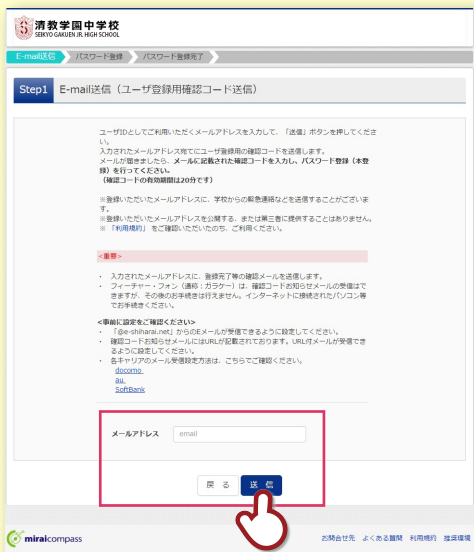 清教学園中学校
SEIKYO GAKUEN JR. HIGH SCHOOL
E-mail送信 パスワード登録 パスワード登録完了
Step1 E-mail送信（ユーザ登録用確認コード送信）
ユーザIDとしてご利用いただくメールアドレスを入力して、「送信」ボタンを押してくださ
い。
入力されたメールアドレス宛てにユーザ登録用の確認コードを送信します。
メールが届きましたら、メールに記載された確認コードを入力し、パスワード登録（本登
録）を行ってください。
（確認コードの有効期間は20分です）
※登録いただいたメールアドレスに、学校からの緊急連絡などを送信することがございま
す。
※登録いただいたメールアドレスを公開する、または第三者に提供することはありません。
※ 「利用規約」 をご確認いただいたのち、ご利用ください。
<重要>
・ 入力されたメールアドレスに、登録完了等の確認メールを送信します。
・ フィーチャー・フォン（通称：ガラケー）は、確認コードお知らせメールの受信はで
きますが、その後のお手続きは行えません。インターネットに接続されたパソコン等
でお手続きください。
<事前に設定をご確認ください>
・ 「@e-shiharai.net」からのEメールが受信できるように設定してください。
・ 確認コードお知らせメールにはURLが記載されております。URL付メールが受信でき
るように設定してください。
・ 各キャリアのメール受信設定方法は、こちらでご確認ください。
docomo
au
SoftBank
メールアドレス email
戻 る 送 信
miraicompass お問合せ先 よくある質問 利用規約 推奨環境